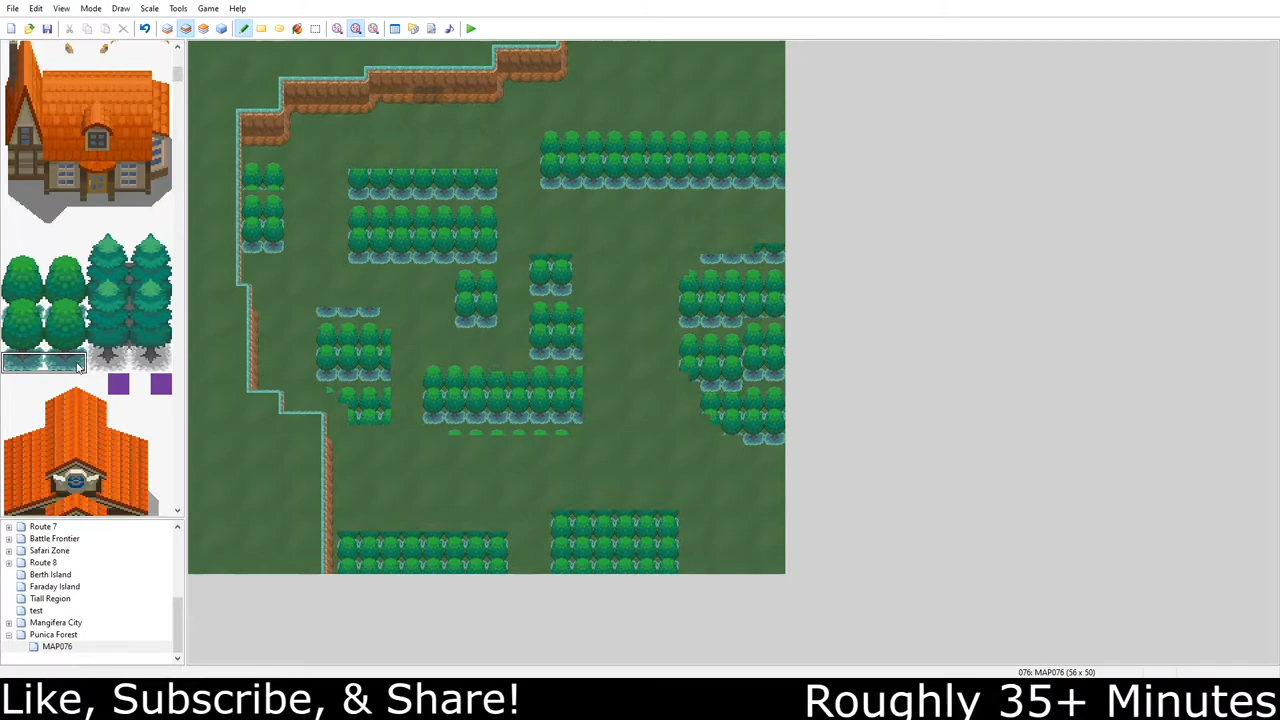 File Edit View Mode Draw Scale Tools Game Help
Route 7
Battle Frontier
Safari Zone
Route 8
Berth Island
Faraday Island
Tiall Region
test
Mangifera City
Punica Forest
MAP076
076: MAP076 (56 x 50)
Like, Subscribe, & Share! Roughly 35+ Minutes